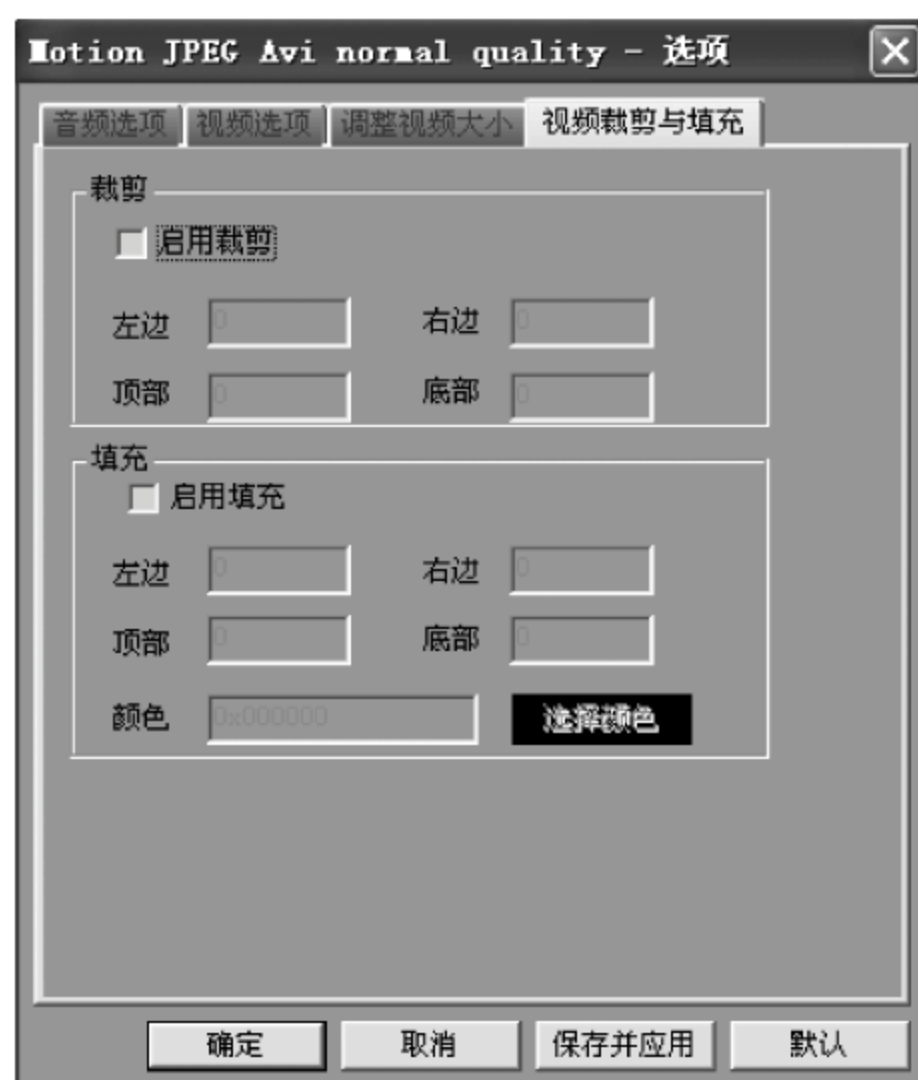 Motion JPEG Avi normal quality - 选项
音频选项 视频选项 调整视频大小 视频裁剪与填充
裁剪
启用裁剪
左边 0 右边 0
顶部 0 底部 0
填充
启用填充
左边 0 右边 0
顶部 0 底部 0
颜色 0x000000 选择颜色
确定 取消 保存并应用 默认